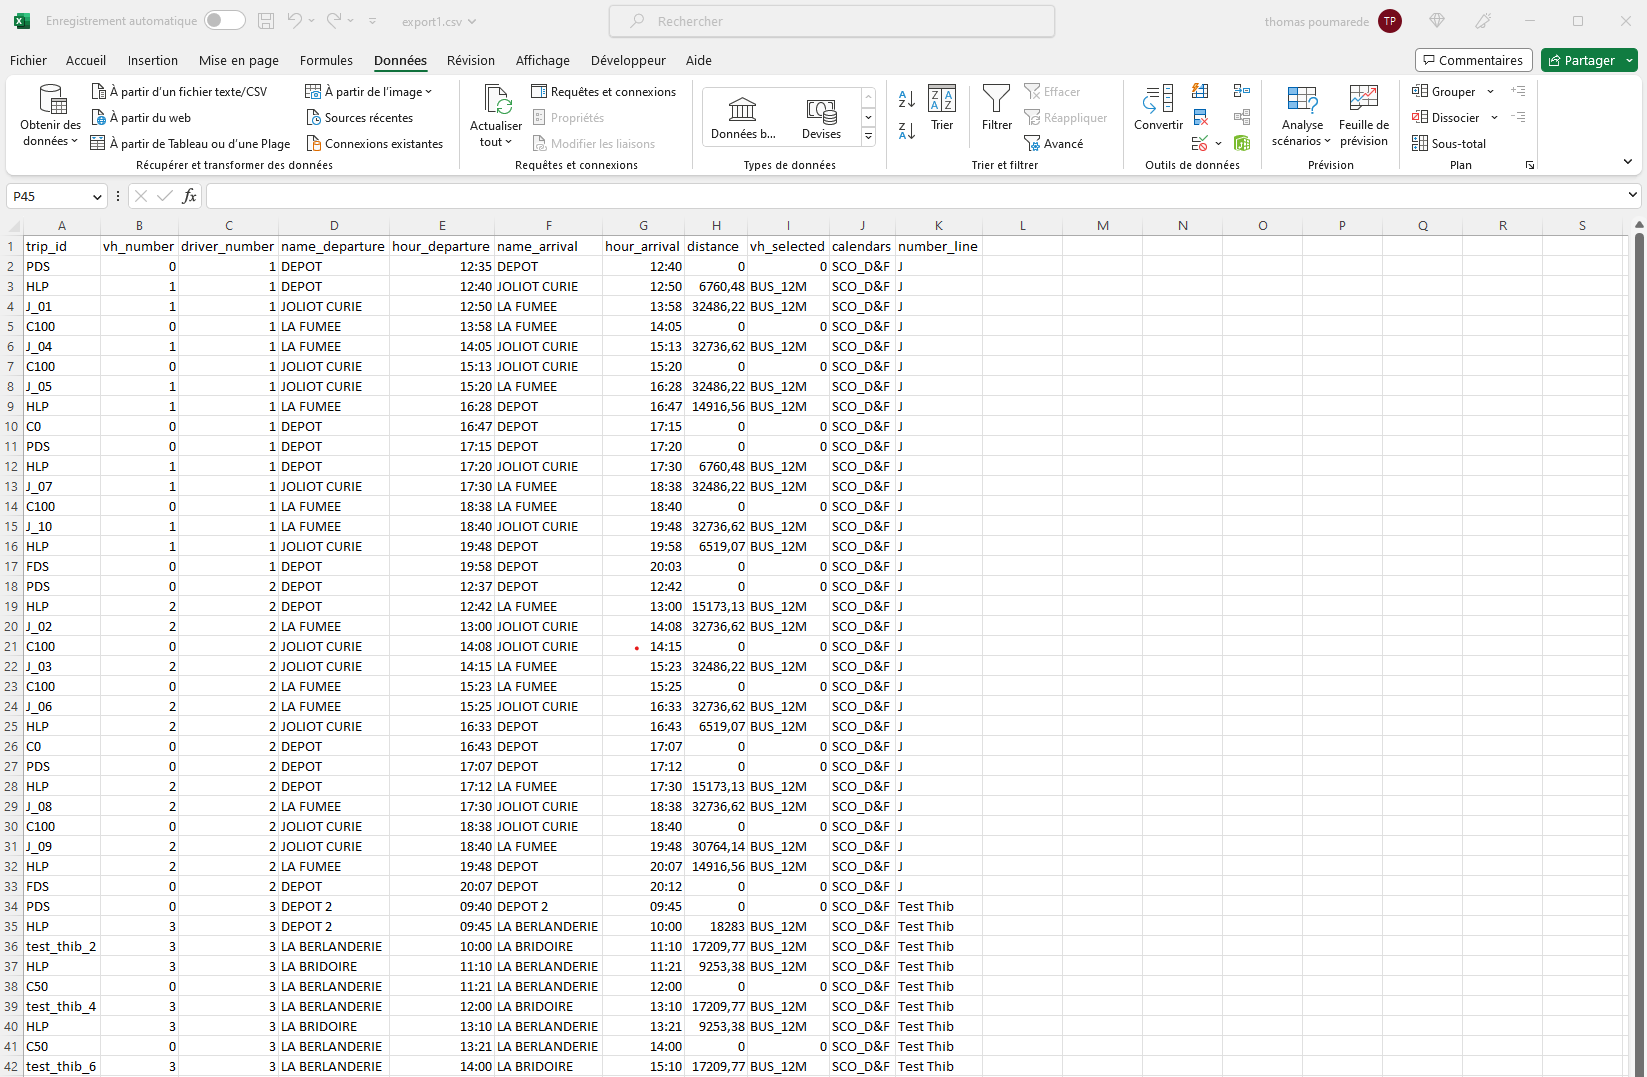 Enregistrement automatique export1.csv Rechercher thomas poumarede TP
Fichier Accueil Insertion Mise en page Formules Données Révision Affichage Développeur Aide Commentaires Partager
Obtenir des données
À partir d'un fichier texte/CSV
À partir du web
À partir de Tableau ou d'une Plage
À partir de l'image
Sources récentes
Connexions existantes
Récupérer et transformer des données
Actualiser tout
Requêtes et connexions
Propriétés
Modifier les liaisons
Requêtes et connexions
Données b...
Devises
Types de données
Trier
Filtrer
Effacer
Réappliquer
Avancé
Trier et filtrer
Convertir
Outils de données
Analyse scénarios
Feuille de prévision
Prévision
Grouper
Dissocier
Sous-total
Plan
P45 fx
A B C D E F G H I J K L M N O P Q R S
1 trip_id vh_number driver_number name_departure hour_departure name_arrival hour_arrival distance vh_selected calendars number_line
2 PDS 0 1 DEPOT 12:35 DEPOT 12:40 0 0 SCO_D&F J
3 HLP 1 1 DEPOT 12:40 JOLIOT CURIE 12:50 6760,48 BUS_12M SCO_D&F J
4 J_01 1 1 JOLIOT CURIE 12:50 LA FUMEE 13:58 32486,22 BUS_12M SCO_D&F J
5 C100 0 1 LA FUMEE 13:58 LA FUMEE 14:05 0 0 SCO_D&F J
6 J_04 1 1 LA FUMEE 14:05 JOLIOT CURIE 15:13 32736,62 BUS_12M SCO_D&F J
7 C100 0 1 JOLIOT CURIE 15:13 JOLIOT CURIE 15:20 0 0 SCO_D&F J
8 J_05 1 1 JOLIOT CURIE 15:20 LA FUMEE 16:28 32486,22 BUS_12M SCO_D&F J
9 HLP 1 1 LA FUMEE 16:28 DEPOT 16:47 14916,56 BUS_12M SCO_D&F J
10 C0 0 1 DEPOT 16:47 DEPOT 17:15 0 0 SCO_D&F J
11 PDS 0 1 DEPOT 17:15 DEPOT 17:20 0 0 SCO_D&F J
12 HLP 1 1 DEPOT 17:20 JOLIOT CURIE 17:30 6760,48 BUS_12M SCO_D&F J
13 J_07 1 1 JOLIOT CURIE 17:30 LA FUMEE 18:38 32486,22 BUS_12M SCO_D&F J
14 C100 0 1 LA FUMEE 18:38 LA FUMEE 18:40 0 0 SCO_D&F J
15 J_10 1 1 LA FUMEE 18:40 JOLIOT CURIE 19:48 32736,62 BUS_12M SCO_D&F J
16 HLP 1 1 JOLIOT CURIE 19:48 DEPOT 19:58 6519,07 BUS_12M SCO_D&F J
17 FDS 0 1 DEPOT 19:58 DEPOT 20:03 0 0 SCO_D&F J
18 PDS 0 2 DEPOT 12:37 DEPOT 12:42 0 0 SCO_D&F J
19 HLP 2 2 DEPOT 12:42 LA FUMEE 13:00 15173,13 BUS_12M SCO_D&F J
20 J_02 2 2 LA FUMEE 13:00 JOLIOT CURIE 14:08 32736,62 BUS_12M SCO_D&F J
21 C100 0 2 JOLIOT CURIE 14:08 JOLIOT CURIE 14:15 0 0 SCO_D&F J
22 J_03 2 2 JOLIOT CURIE 14:15 LA FUMEE 15:23 32486,22 BUS_12M SCO_D&F J
23 C100 0 2 LA FUMEE 15:23 LA FUMEE 15:25 0 0 SCO_D&F J
24 J_06 2 2 LA FUMEE 15:25 JOLIOT CURIE 16:33 32736,62 BUS_12M SCO_D&F J
25 HLP 2 2 JOLIOT CURIE 16:33 DEPOT 16:43 6519,07 BUS_12M SCO_D&F J
26 C0 0 2 DEPOT 16:43 DEPOT 17:07 0 0 SCO_D&F J
27 PDS 0 2 DEPOT 17:07 DEPOT 17:12 0 0 SCO_D&F J
28 HLP 2 2 DEPOT 17:12 LA FUMEE 17:30 15173,13 BUS_12M SCO_D&F J
29 J_08 2 2 LA FUMEE 17:30 JOLIOT CURIE 18:38 32736,62 BUS_12M SCO_D&F J
30 C100 0 2 JOLIOT CURIE 18:38 JOLIOT CURIE 18:40 0 0 SCO_D&F J
31 J_09 2 2 JOLIOT CURIE 18:40 LA FUMEE 19:48 30764,14 BUS_12M SCO_D&F J
32 HLP 2 2 LA FUMEE 19:48 DEPOT 20:07 14916,56 BUS_12M SCO_D&F J
33 FDS 0 2 DEPOT 20:07 DEPOT 20:12 0 0 SCO_D&F J
34 PDS 0 3 DEPOT 2 09:40 DEPOT 2 09:45 0 0 SCO_D&F Test Thib
35 HLP 3 3 DEPOT 2 09:45 LA BERLANDERIE 10:00 18283 BUS_12M SCO_D&F Test Thib
36 test_thib_2 3 3 LA BERLANDERIE 10:00 LA BRIDOIRE 11:10 17209,77 BUS_12M SCO_D&F Test Thib
37 HLP 3 3 LA BRIDOIRE 11:10 LA BERLANDERIE 11:21 9253,38 BUS_12M SCO_D&F Test Thib
38 C50 0 3 LA BERLANDERIE 11:21 LA BERLANDERIE 12:00 0 0 SCO_D&F Test Thib
39 test_thib_4 3 3 LA BERLANDERIE 12:00 LA BRIDOIRE 13:10 17209,77 BUS_12M SCO_D&F Test Thib
40 HLP 3 3 LA BRIDOIRE 13:10 LA BERLANDERIE 13:21 9253,38 BUS_12M SCO_D&F Test Thib
41 C50 0 3 LA BERLANDERIE 13:21 LA BERLANDERIE 14:00 0 0 SCO_D&F Test Thib
42 test_thib_6 3 3 LA BERLANDERIE 14:00 LA BRIDOIRE 15:10 17209,77 BUS_12M SCO_D&F Test Thib